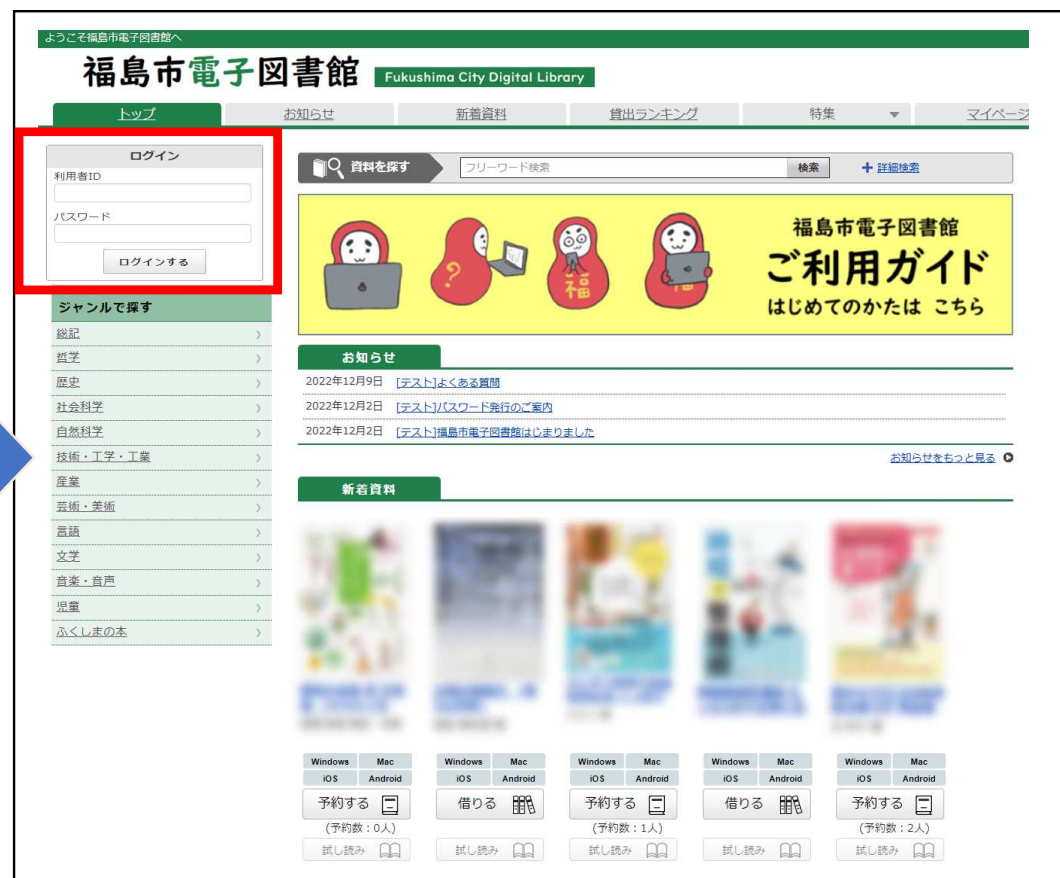 ようこそ福島市電子図書館へ
福島市電子図書館 Fukushima City Digital Library
トップ お知らせ 新着資料 貸出ランキング 特集 ▼ マイページ
ログイン
利用者ID
パスワード
ログインする
資料を探す フリーワード検索 検索 + 詳細検索
? 福 福
福島市電子図書館
ご利用ガイド
はじめてのかたは こちら
ジャンルで探す
総記
哲学
歴史
社会科学
自然科学
技術・工学・工業
産業
芸術・美術
言語
文学
音楽・音声
児童
ふくしまの本
お知らせ
2022年12月9日 [テスト]よくある質問
2022年12月2日 [テスト]パスワード発行のご案内
2022年12月2日 [テスト]福島市電子図書館はじまりました
お知らせをもっと見る
新着資料
Windows Mac Windows Mac Windows Mac Windows Mac Windows Mac
iOS Android iOS Android iOS Android iOS Android iOS Android
予約する 借りる 予約する 借りる 予約する
(予約数：0人) (予約数：1人) (予約数：2人)
試し読み 試し読み 試し読み 試し読み 試し読み